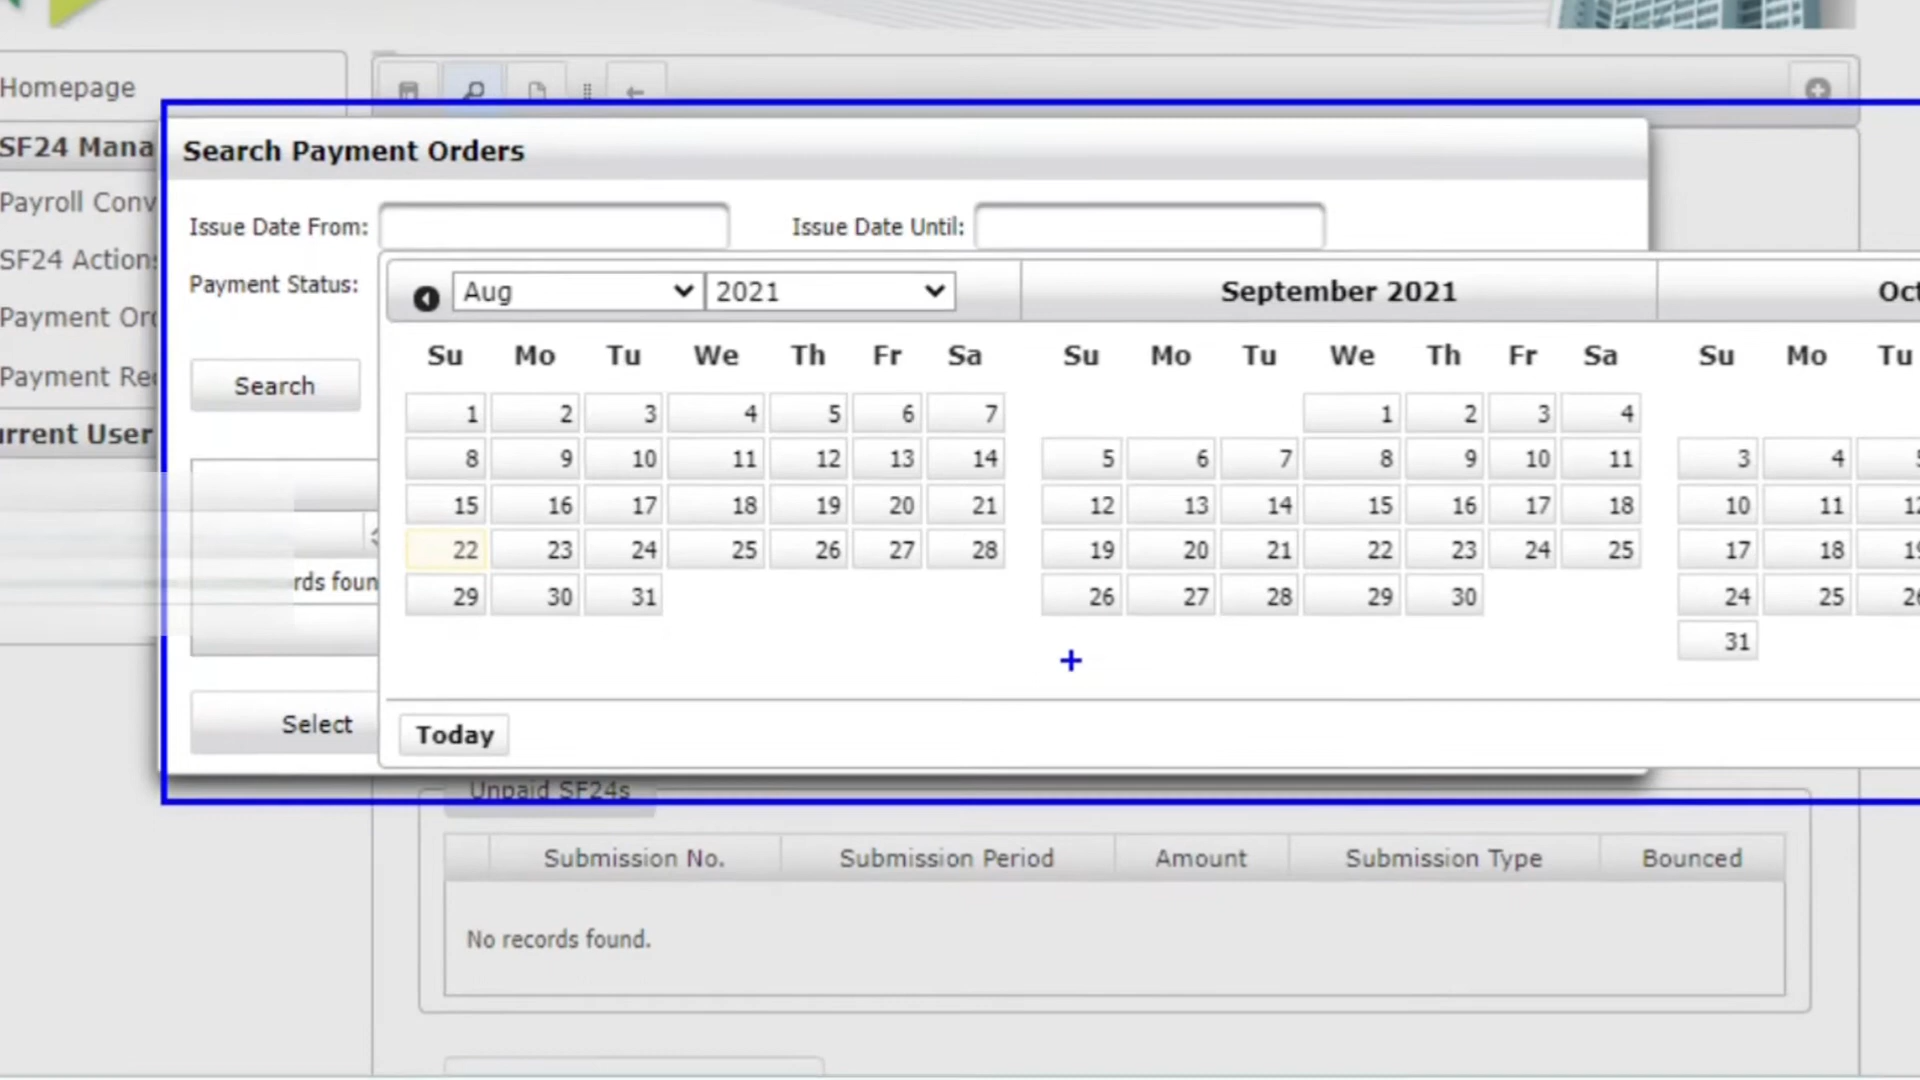 Homepage
SF24 Mana
Payroll Conv
SF24 Action
Payment Or
Payment Re
urrent User
Search Payment Orders
Issue Date From:
Issue Date Until:
Payment Status:
Search
rds foun
Select
Aug 2021
Su Mo Tu We Th Fr Sa
1 2 3 4 5 6 7
8 9 10 11 12 13 14
15 16 17 18 19 20 21
22 23 24 25 26 27 28
29 30 31
September 2021
Su Mo Tu We Th Fr Sa
1 2 3 4
5 6 7 8 9 10 11
12 13 14 15 16 17 18
19 20 21 22 23 24 25
26 27 28 29 30
Oct
Su Mo Tu
3 4
10 11 12
17 18 19
24 25 26
31
Today
Unpaid SF24s
Submission No. Submission Period Amount Submission Type Bounced
No records found.